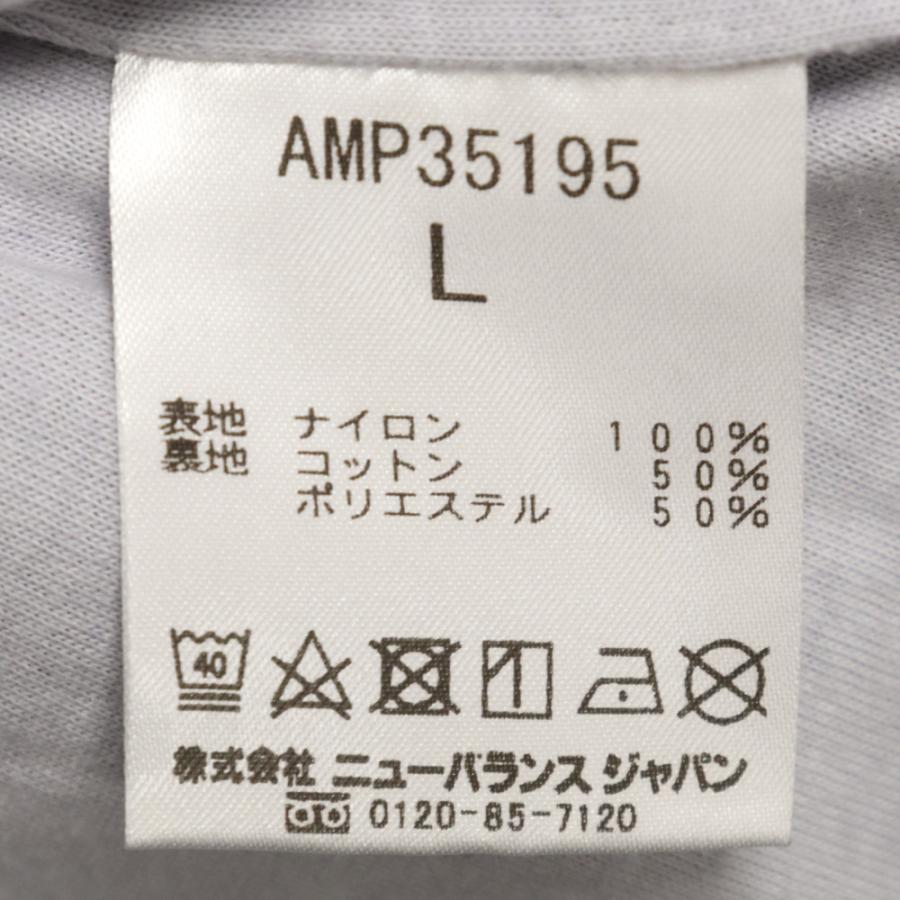 AMP35195
L
表地 ナイロン 100%
裏地 コットン 50%
ポリエステル 50%
40
株式会社 ニューバランス ジャパン
0120-85-7120